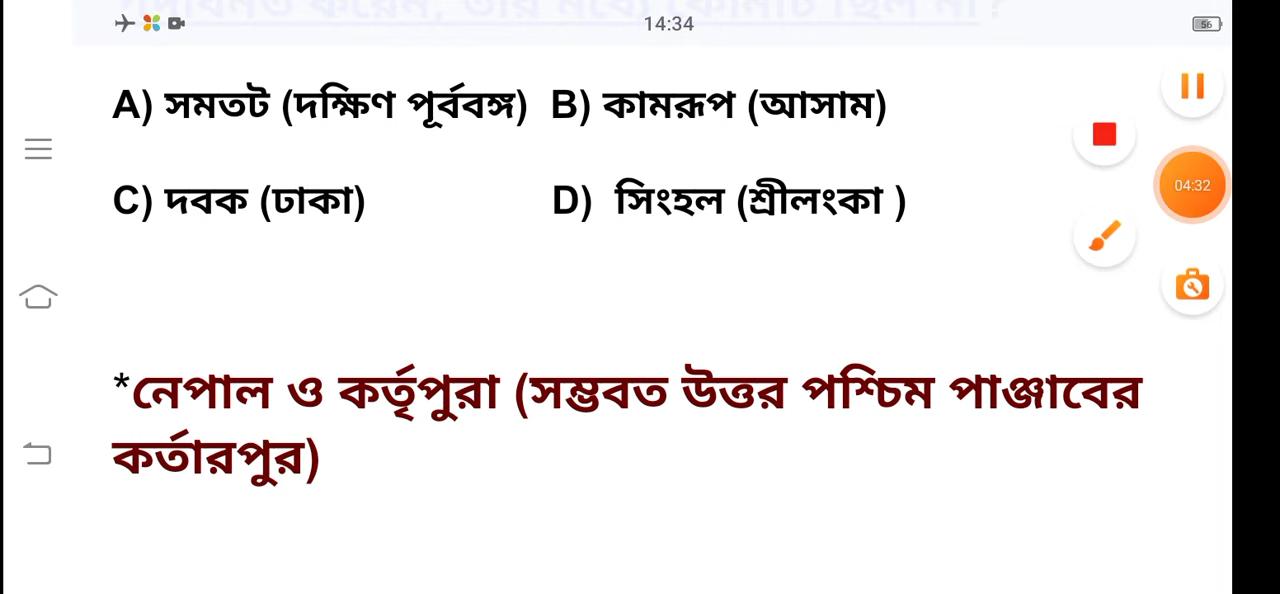 14:34
56
A) সমতট (দক্ষিণ পূর্ববঙ্গ) B) কামরূপ (আসাম)
C) দবক (ঢাকা) D) সিংহল (শ্রীলংকা )
04:32
*নেপাল ও কর্তৃপুরা (সম্ভবত উত্তর পশ্চিম পাঞ্জাবের
কর্তারপুর)